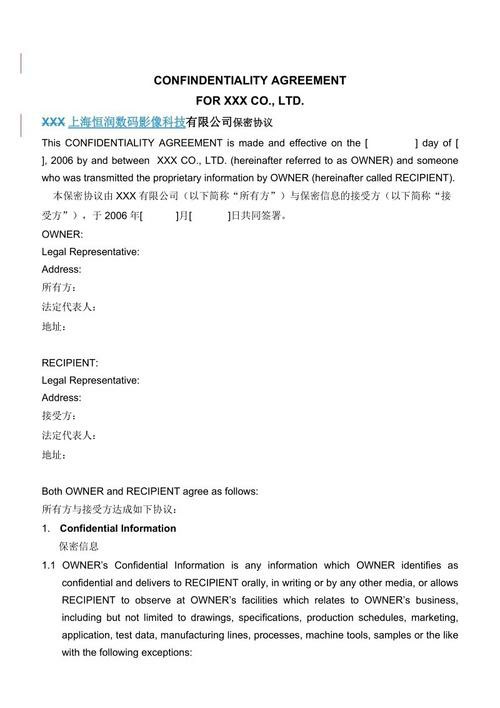 CONFINDENTIALITY AGREEMENT
FOR XXX CO., LTD.
XXX 上海恒润数码影像科技有限公司保密协议
This CONFIDENTIALITY AGREEMENT is made and effective on the [ ] day of [
], 2006 by and between XXX CO., LTD. (hereinafter referred to as OWNER) and someone
who was transmitted the proprietary information by OWNER (hereinafter called RECIPIENT).
本保密协议由 XXX 有限公司（以下简称“所有方”）与保密信息的接受方（以下简称“接
受方”），于 2006 年[ ]月[ ]日共同签署。
OWNER:
Legal Representative:
Address:
所有方：
法定代表人：
地址：
RECIPIENT:
Legal Representative:
Address:
接受方：
法定代表人：
地址：
Both OWNER and RECIPIENT agree as follows:
所有方与接受方达成如下协议：
1. Confidential Information
保密信息
1.1 OWNER’s Confidential Information is any information which OWNER identifies as
confidential and delivers to RECIPIENT orally, in writing or by any other media, or allows
RECIPIENT to observe at OWNER’s facilities which relates to OWNER’s business,
including but not limited to drawings, specifications, production schedules, marketing,
application, test data, manufacturing lines, processes, machine tools, samples or the like
with the following exceptions: